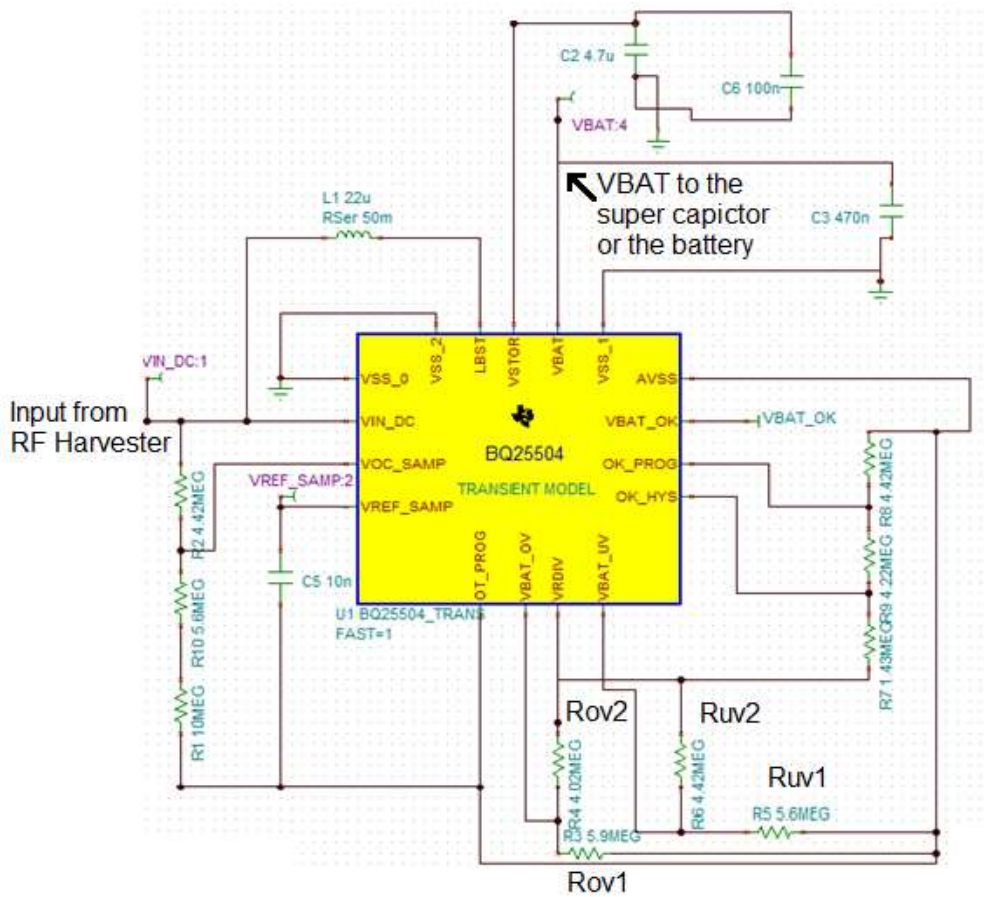 C2 4.7u
C6 100n
VBAT:4
VBAT to the
super capictor
or the battery
C3 470n
L1 22u
RSer 50m
VIN_DC:1
Input from
RF Harvester
VSS_2
LBST
VSTOR
VBAT
VSS_1
VSS_0
AVSS
VIN_DC
VBAT_OK
VBAT_OK
BQ25504
VOC_SAMP
OK_PROG
TRANSIENT MODEL
VREF_SAMP:2
VREF_SAMP
OK_HYS
R2 4.42MEG
R8 4.42MEG
C5 10n
OT_PROG
VBAT_OV
VRDIV
VBAT_UV
R9 4.22MEG
U1 BQ25504_TRANS
FAST=1
R10 5.6MEG
R7 1.43MEG
R1 10MEG
Rov2
Ruv2
R4 4.02MEG
R6 4.42MEG
Ruv1
R5 5.6MEG
R3 5.9MEG
Rov1